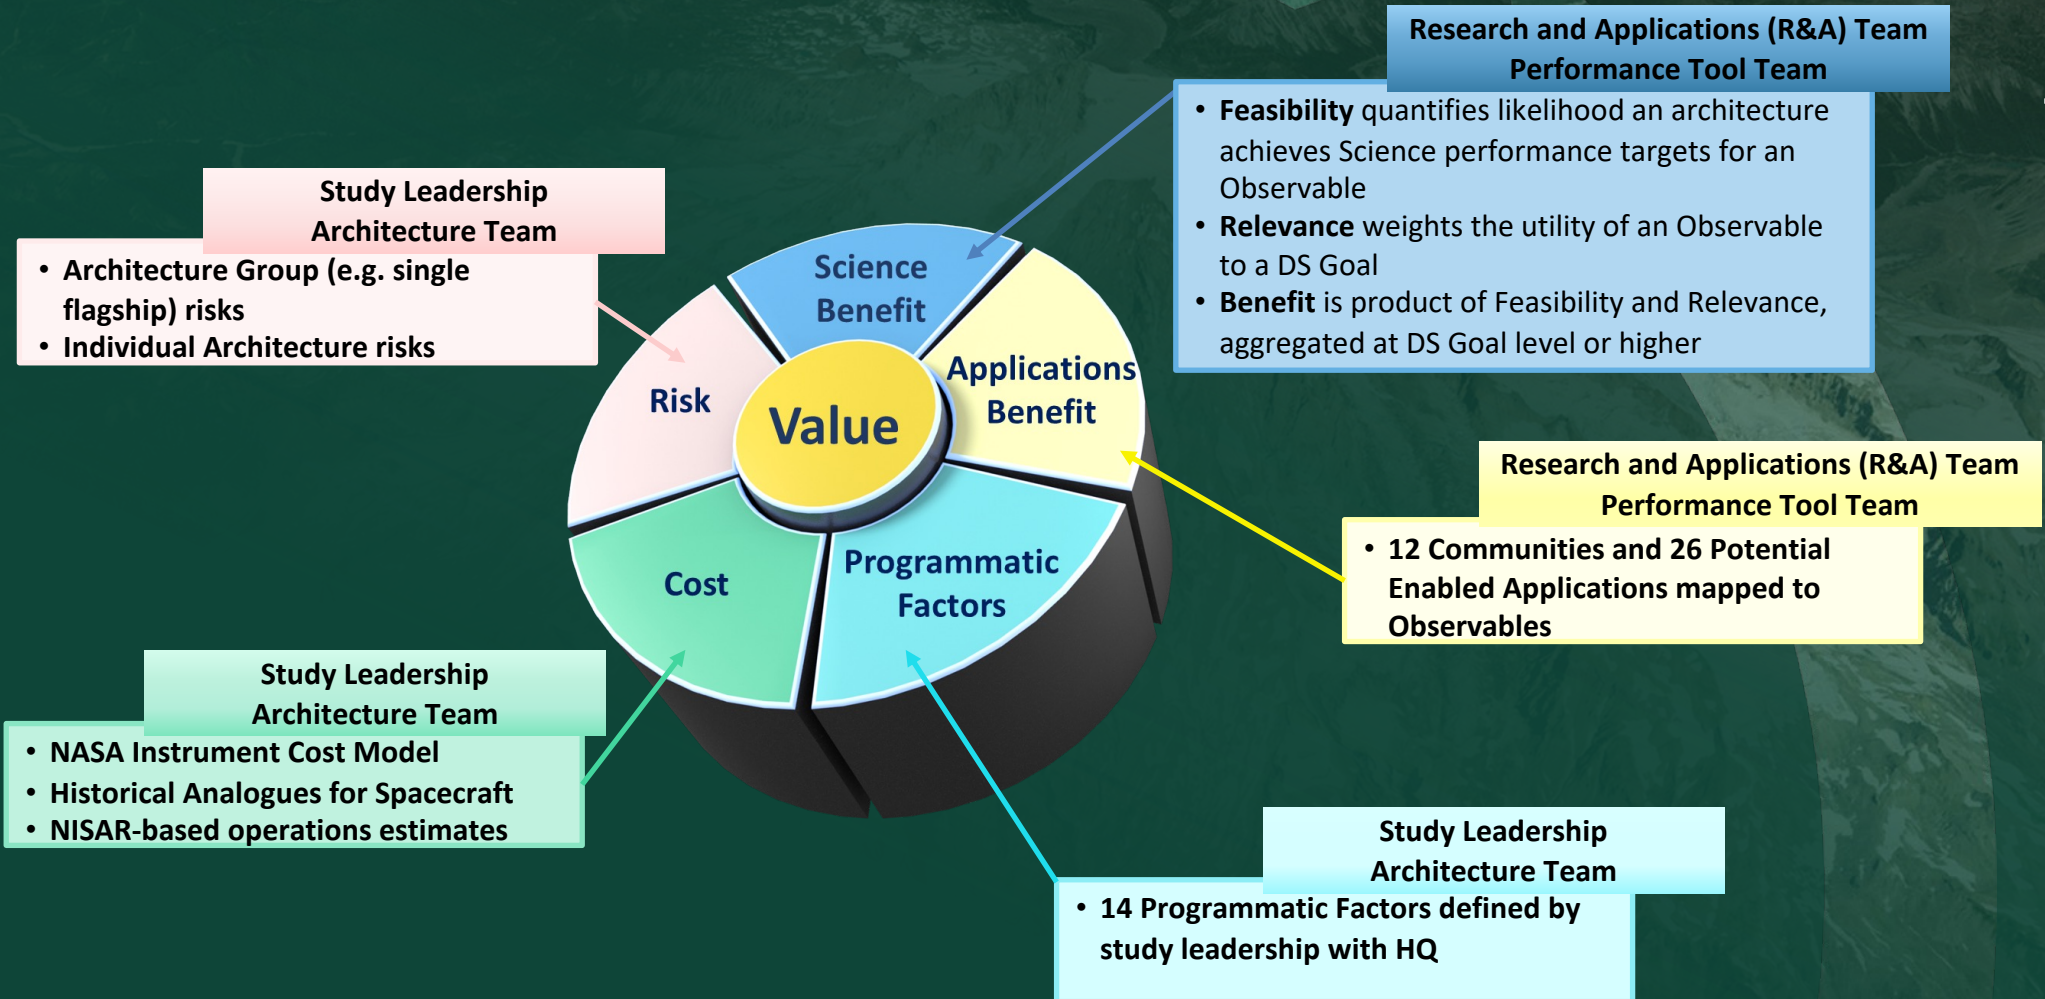 Research and Applications (R&A) Team
Performance Tool Team
• Feasibility quantifies likelihood an architecture
achieves Science performance targets for an
Observable
• Relevance weights the utility of an Observable
to a DS Goal
• Benefit is product of Feasibility and Relevance,
aggregated at DS Goal level or higher
Study Leadership
Architecture Team
• Architecture Group (e.g. single
flagship) risks
• Individual Architecture risks
Science
Benefit
Applications
Benefit
Risk
Value
Cost
Programmatic
Factors
Research and Applications (R&A) Team
Performance Tool Team
• 12 Communities and 26 Potential
Enabled Applications mapped to
Observables
Study Leadership
Architecture Team
• NASA Instrument Cost Model
• Historical Analogues for Spacecraft
• NISAR-based operations estimates
Study Leadership
Architecture Team
• 14 Programmatic Factors defined by
study leadership with HQ